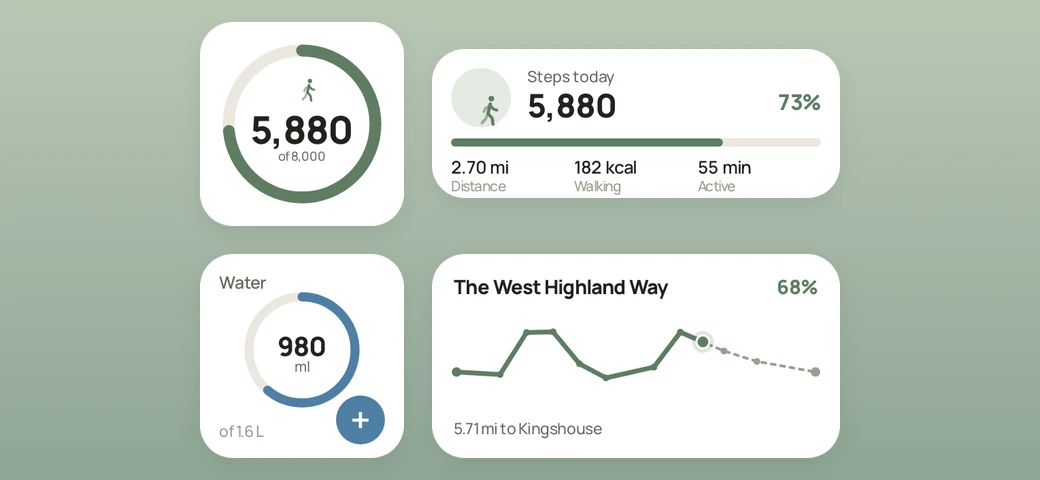 5,880
of 8,000
Steps today
5,880
73%
2.70 mi
182 kcal
55 min
Distance
Walking
Active
Water
980
ml
of 1.6 L
+
The West Highland Way
68%
5.71 mi to Kingshouse